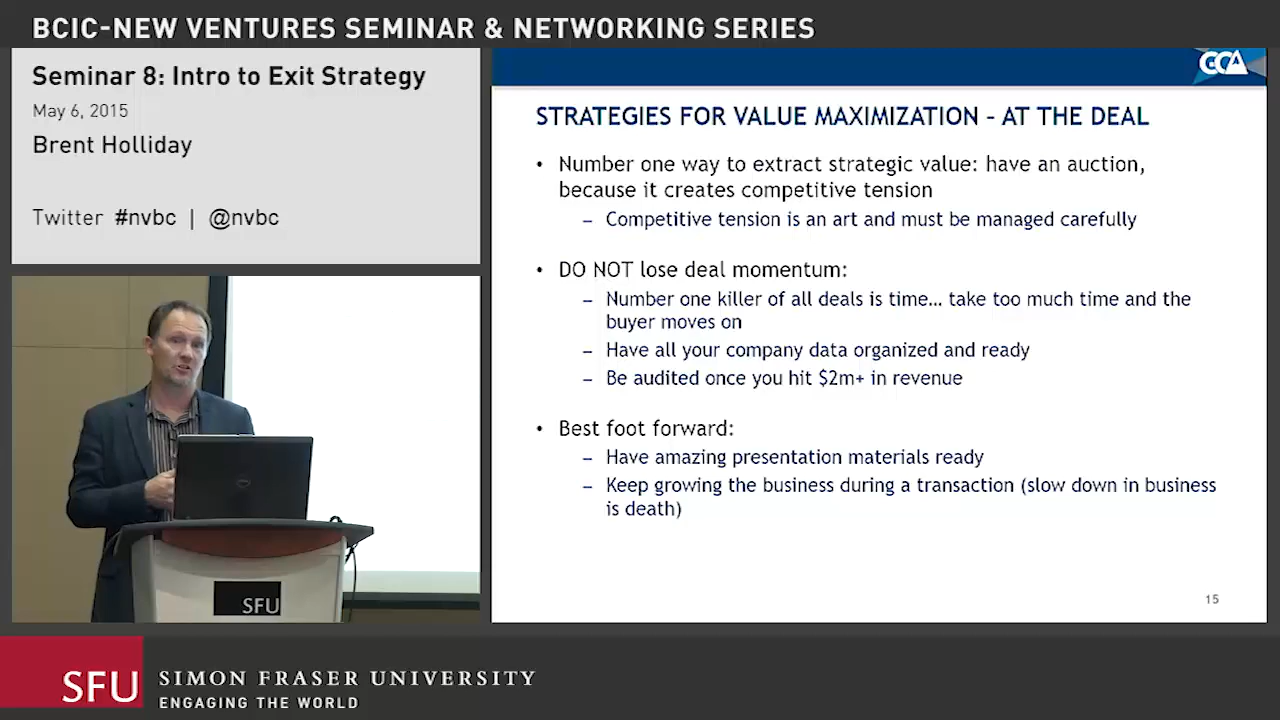 BCIC-NEW VENTURES SEMINAR & NETWORKING SERIES
Seminar 8: Intro to Exit Strategy
May 6, 2015
Brent Holliday
Twitter #nvbc | @nvbc
SFU
CCA
STRATEGIES FOR VALUE MAXIMIZATION – AT THE DEAL
• Number one way to extract strategic value: have an auction,
because it creates competitive tension
– Competitive tension is an art and must be managed carefully
• DO NOT lose deal momentum:
– Number one killer of all deals is time… take too much time and the
buyer moves on
– Have all your company data organized and ready
– Be audited once you hit $2m+ in revenue
• Best foot forward:
– Have amazing presentation materials ready
– Keep growing the business during a transaction (slow down in business
is death)
15
SFU SIMON FRASER UNIVERSITY
ENGAGING THE WORLD